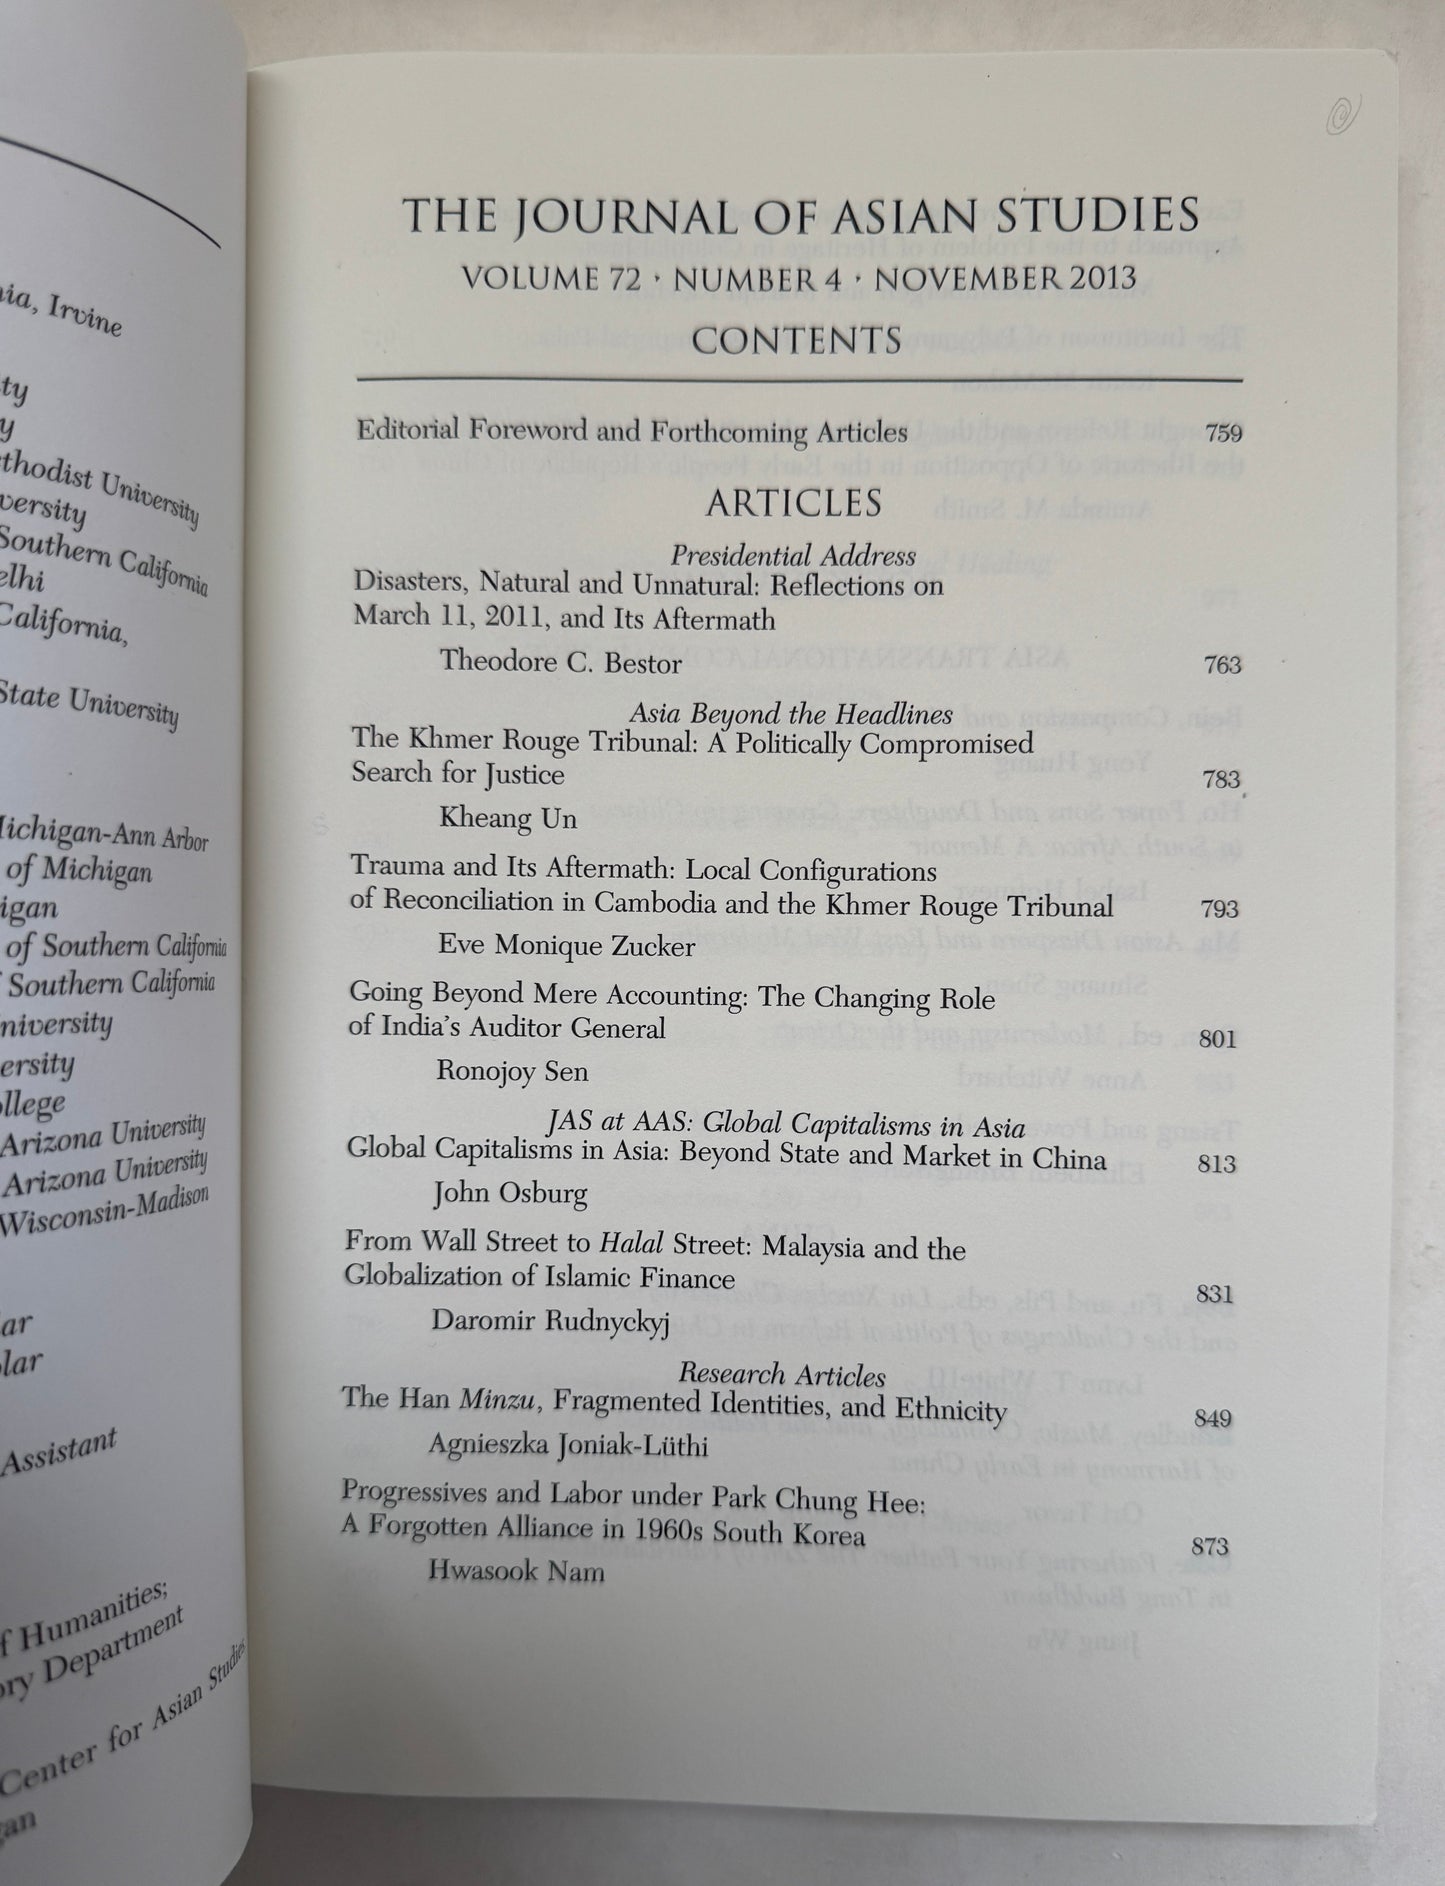 nia, Irvine
ty
y
thodist University
versity
Southern California
elhi
California,
State University
Michigan-Ann Arbor
of Michigan
igan
of Southern California
Southern California
niversity
ersity
ollege
Arizona University
Arizona University
Wisconsin-Madison
ar
lar
Assistant
f Humanities;
ory Department
Center for Asian Studies
gan
THE JOURNAL OF ASIAN STUDIES
VOLUME 72 · NUMBER 4 · NOVEMBER 2013
CONTENTS
Editorial Foreword and Forthcoming Articles 759
ARTICLES
Presidential Address
Disasters, Natural and Unnatural: Reflections on
March 11, 2011, and Its Aftermath
Theodore C. Bestor 763
Asia Beyond the Headlines
The Khmer Rouge Tribunal: A Politically Compromised
Search for Justice 783
Kheang Un
Trauma and Its Aftermath: Local Configurations
of Reconciliation in Cambodia and the Khmer Rouge Tribunal 793
Eve Monique Zucker
Going Beyond Mere Accounting: The Changing Role
of India's Auditor General 801
Ronojoy Sen
JAS at AAS: Global Capitalisms in Asia
Global Capitalisms in Asia: Beyond State and Market in China 813
John Osburg
From Wall Street to Halal Street: Malaysia and the
Globalization of Islamic Finance 831
Daromir Rudnyckyj
Research Articles
The Han Minzu, Fragmented Identities, and Ethnicity 849
Agnieszka Joniak-Lüthi
Progressives and Labor under Park Chung Hee:
A Forgotten Alliance in 1960s South Korea 873
Hwasook Nam